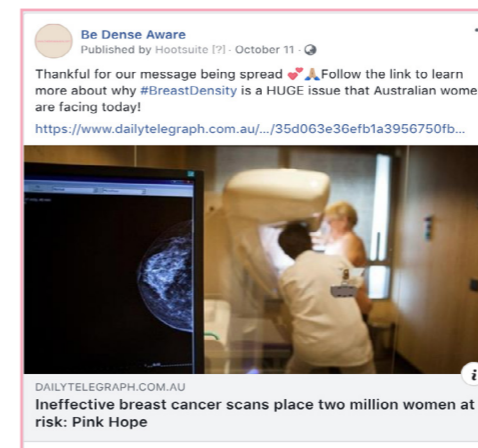 Be Dense Aware
Published by Hootsuite [?] · October 11 ·
Thankful for our message being spread 💕🙏Follow the link to learn
more about why #BreastDensity is a HUGE issue that Australian wome
are facing today!
https://www.dailytelegraph.com.au/.../35d063e36efb1a3956750fb...
DAILYTELEGRAPH.COM.AU
Ineffective breast cancer scans place two million women at
risk: Pink Hope